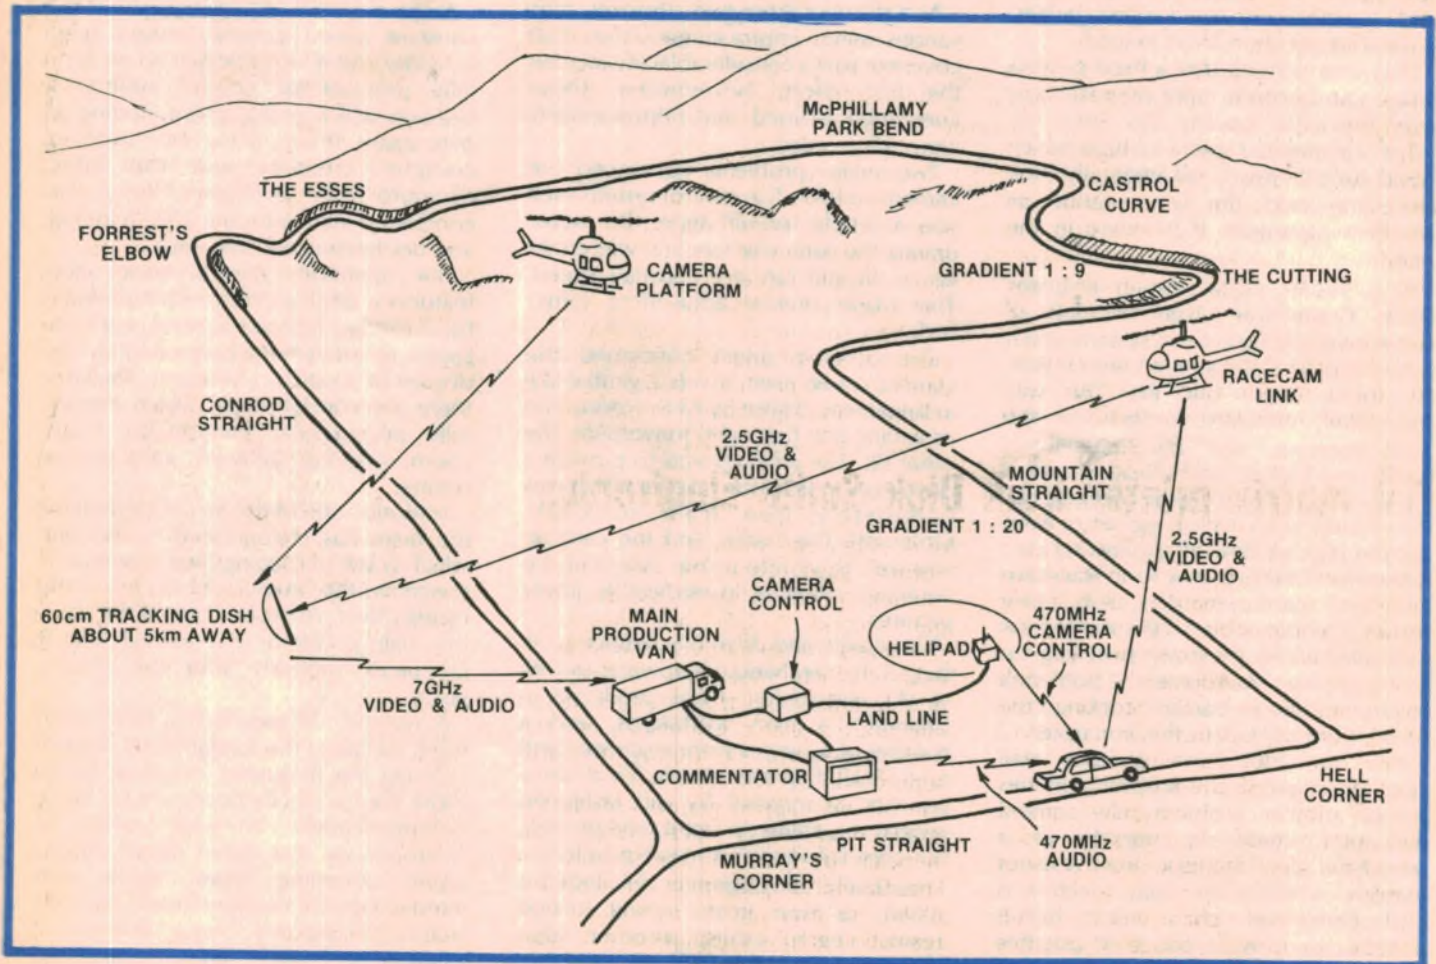 McPHILLAMY
PARK BEND
THE ESSES
CASTROL
CURVE
FORREST'S
ELBOW
CAMERA
PLATFORM
GRADIENT 1 : 9
THE CUTTING
RACECAM
LINK
CONROD
STRAIGHT
2.5GHz
VIDEO &
AUDIO
MOUNTAIN
STRAIGHT
GRADIENT 1 : 20
2.5GHz
VIDEO &
AUDIO
60cm TRACKING DISH
ABOUT 5km AWAY
MAIN
PRODUCTION
VAN
CAMERA
CONTROL
HELIPAD
470MHz
CAMERA
CONTROL
7GHz
VIDEO & AUDIO
LAND LINE
COMMENTATOR
HELL
CORNER
PIT STRAIGHT
470MHz
AUDIO
MURRAY'S
CORNER